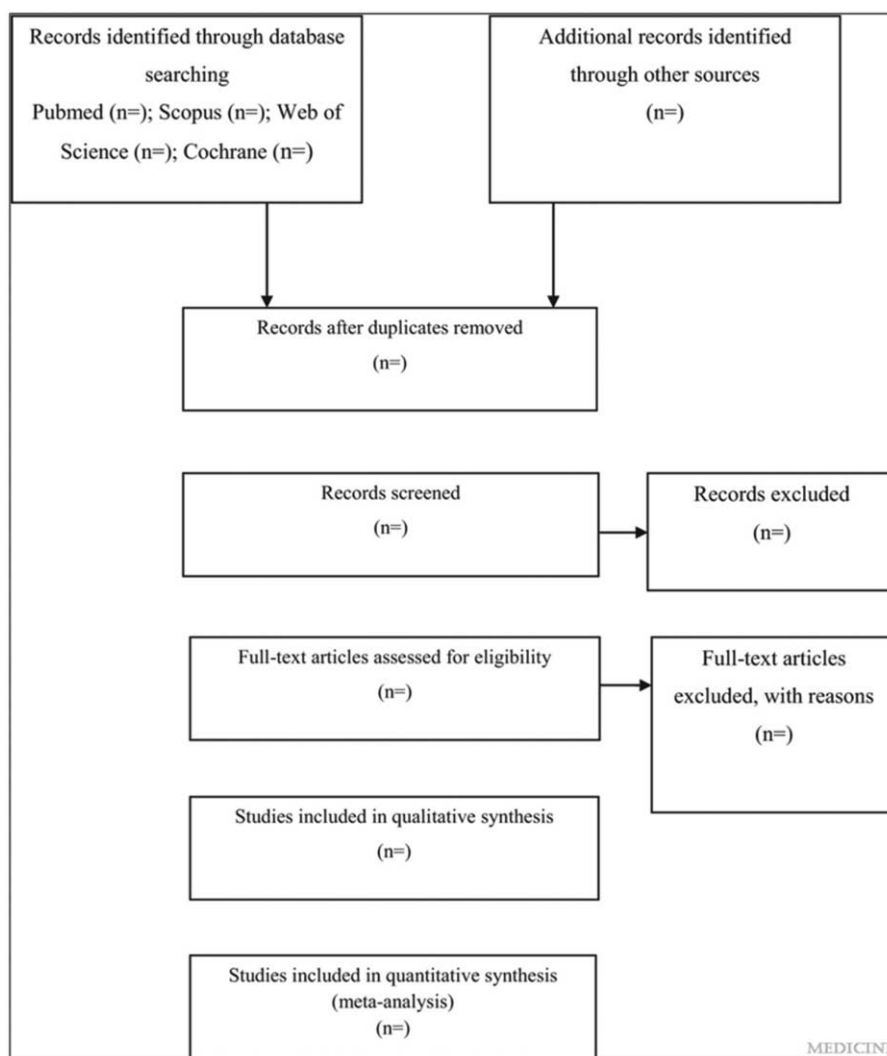 Records identified through database
searching
Pubmed (n=); Scopus (n=); Web of
Science (n=); Cochrane (n=)
Additional records identified
through other sources
(n=)
Records after duplicates removed
(n=)
Records screened
(n=)
Records excluded
(n=)
Full-text articles assessed for eligibility
(n=)
Full-text articles
excluded, with reasons
(n=)
Studies included in qualitative synthesis
(n=)
Studies included in quantitative synthesis
(meta-analysis)
(n=)